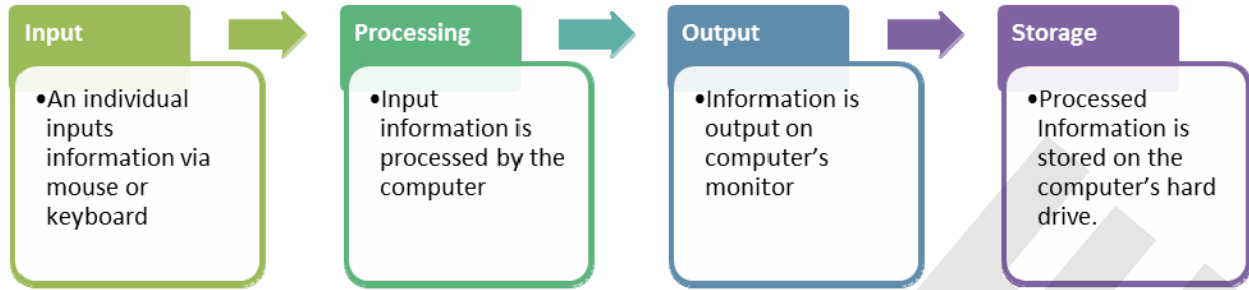 Input
•An individual
inputs
information via
mouse or
keyboard
Processing
•Input
information is
processed by the
computer
Output
•Information is
output on
computer’s
monitor
Storage
•Processed
Information is
stored on the
computer’s hard
drive.